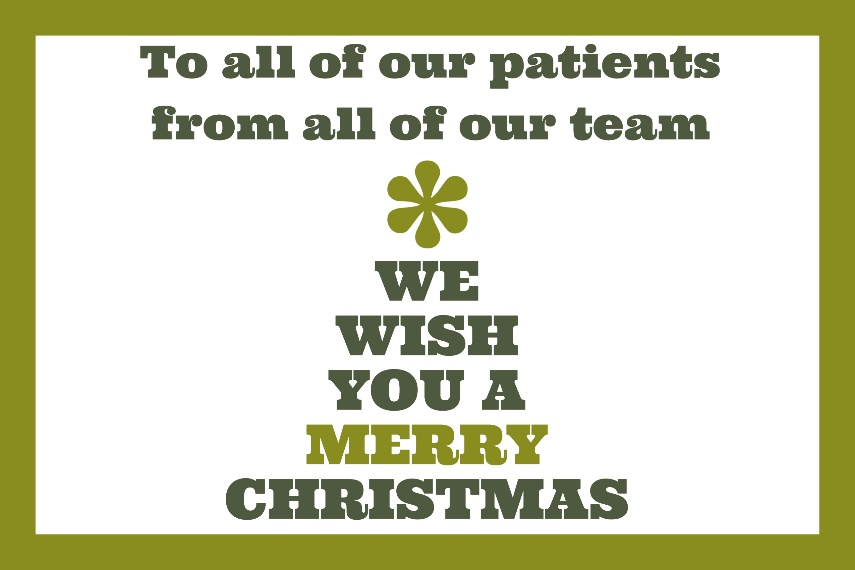 To all of our patients
from all of our team
WE
WISH
YOU A
MERRY
CHRISTMAS